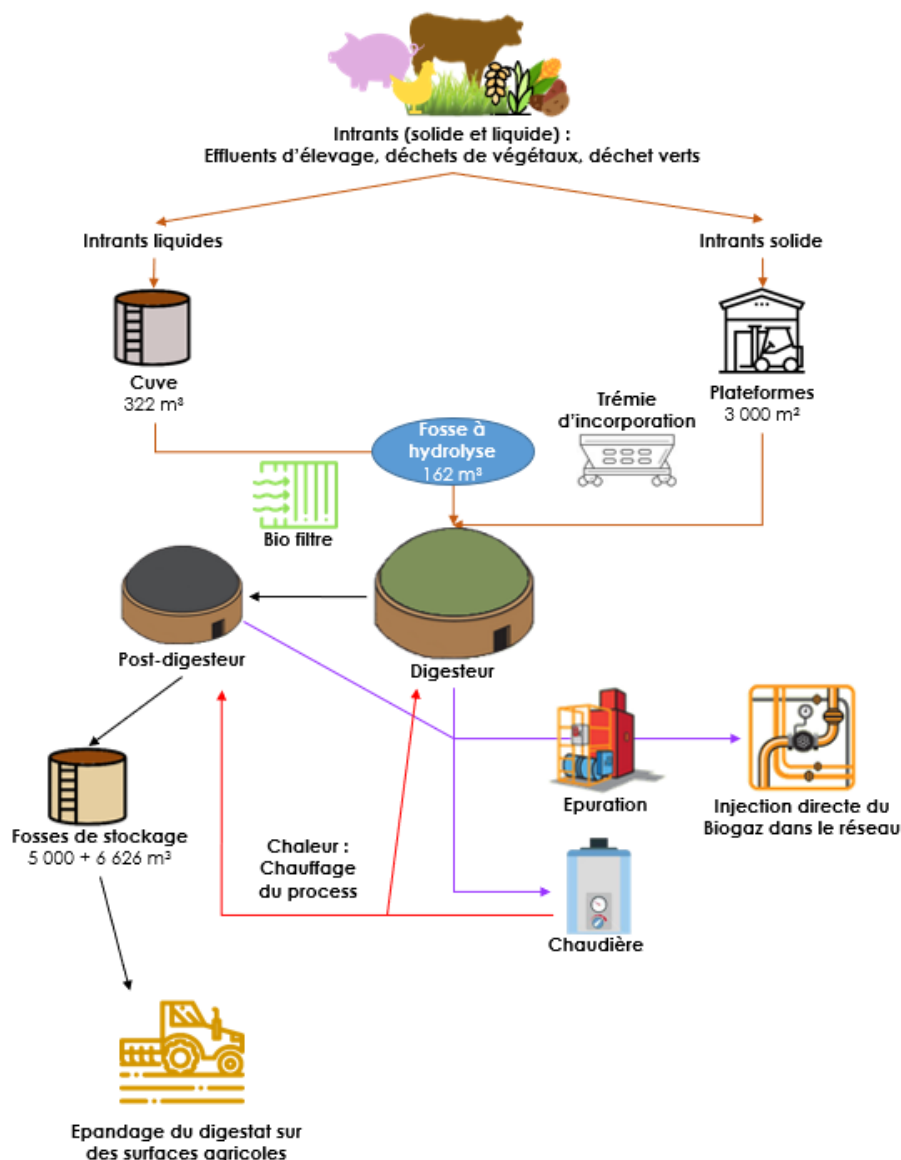 Intrants (solide et liquide) :
Effluents d'élevage, déchets de végétaux, déchet verts
Intrants liquides
Intrants solide
Cuve
322 m³
Plateformes
3 000 m²
Trémie
d'incorporation
Fosse à
hydrolyse
162 m³
Bio filtre
Post-digesteur
Digesteur
Epuration
Injection directe du
Biogaz dans le réseau
Fosses de stockage
5 000 + 6 626 m³
Chaleur :
Chauffage
du process
Chaudière
Epandage du digestat sur
des surfaces agricoles